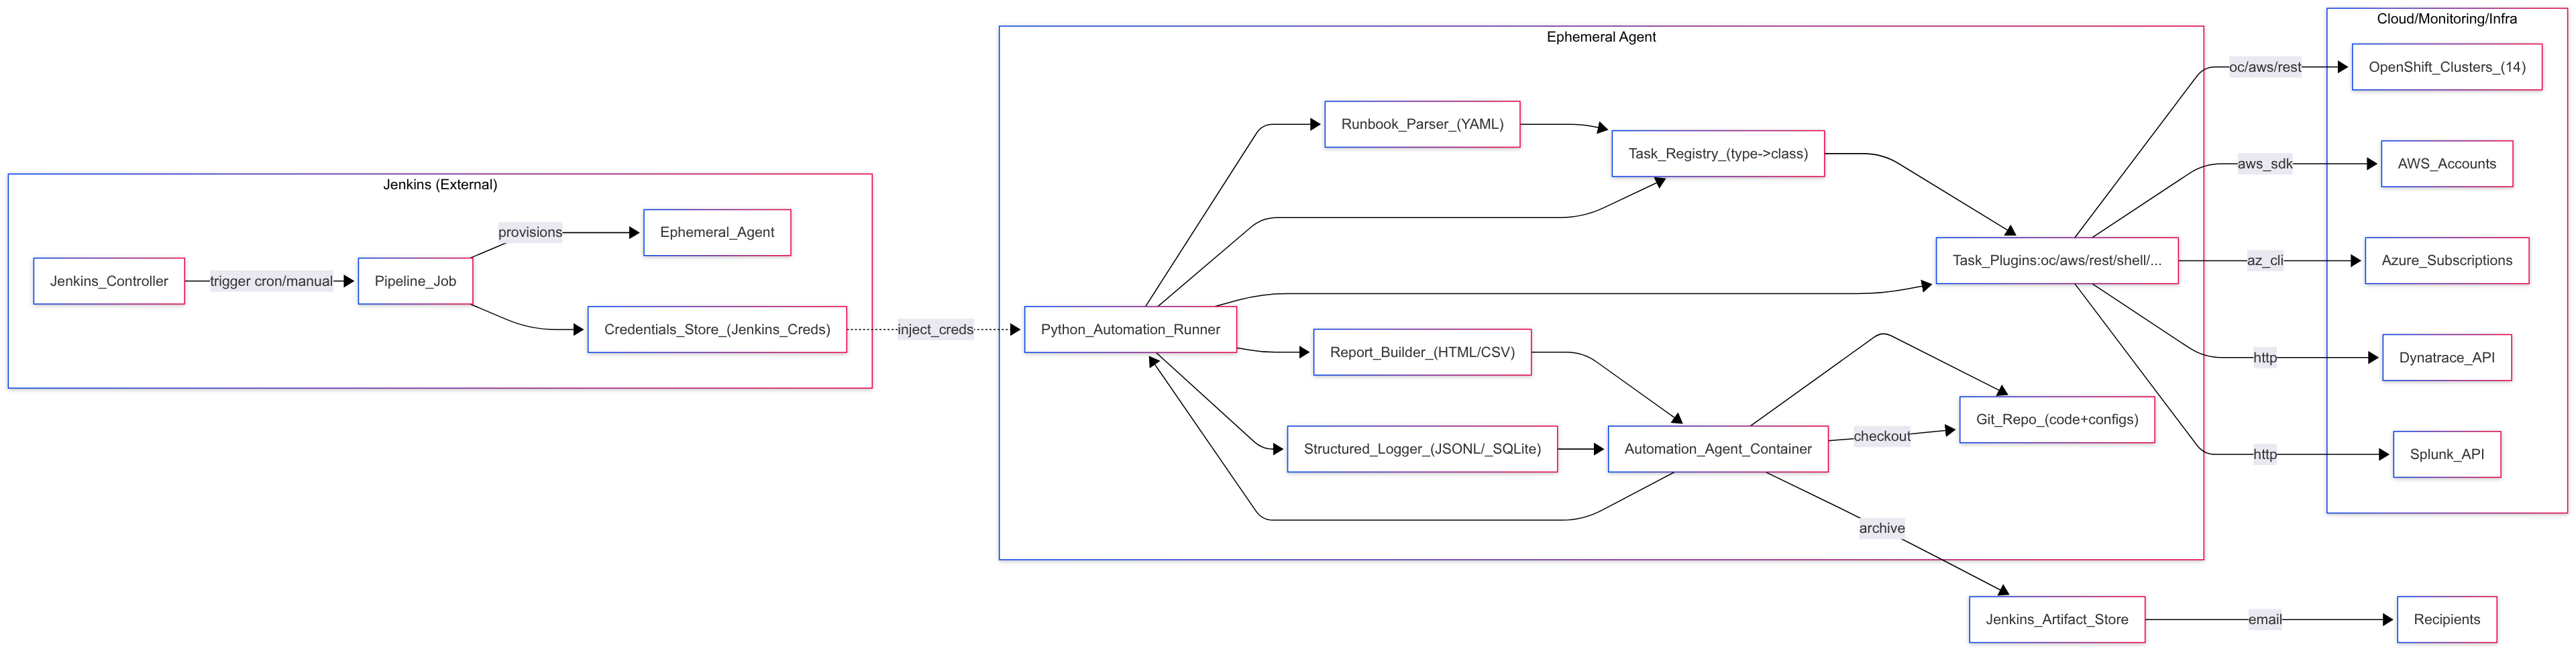 Jenkins (External)
Jenkins_Controller
trigger cron/manual
Pipeline_Job
provisions
Ephemeral_Agent
Credentials_Store_(Jenkins_Creds)
inject_creds
Ephemeral Agent
Python_Automation_Runner
Runbook_Parser_(YAML)
Task_Registry_(type->class)
Task_Plugins:oc/aws/rest/shell/...
Report_Builder_(HTML/CSV)
Structured_Logger_(JSONL/_SQLite)
Automation_Agent_Container
checkout
Git_Repo_(code+configs)
archive
Jenkins_Artifact_Store
email
Recipients
Cloud/Monitoring/Infra
oc/aws/rest
OpenShift_Clusters_(14)
aws_sdk
AWS_Accounts
az_cli
Azure_Subscriptions
http
Dynatrace_API
http
Splunk_API